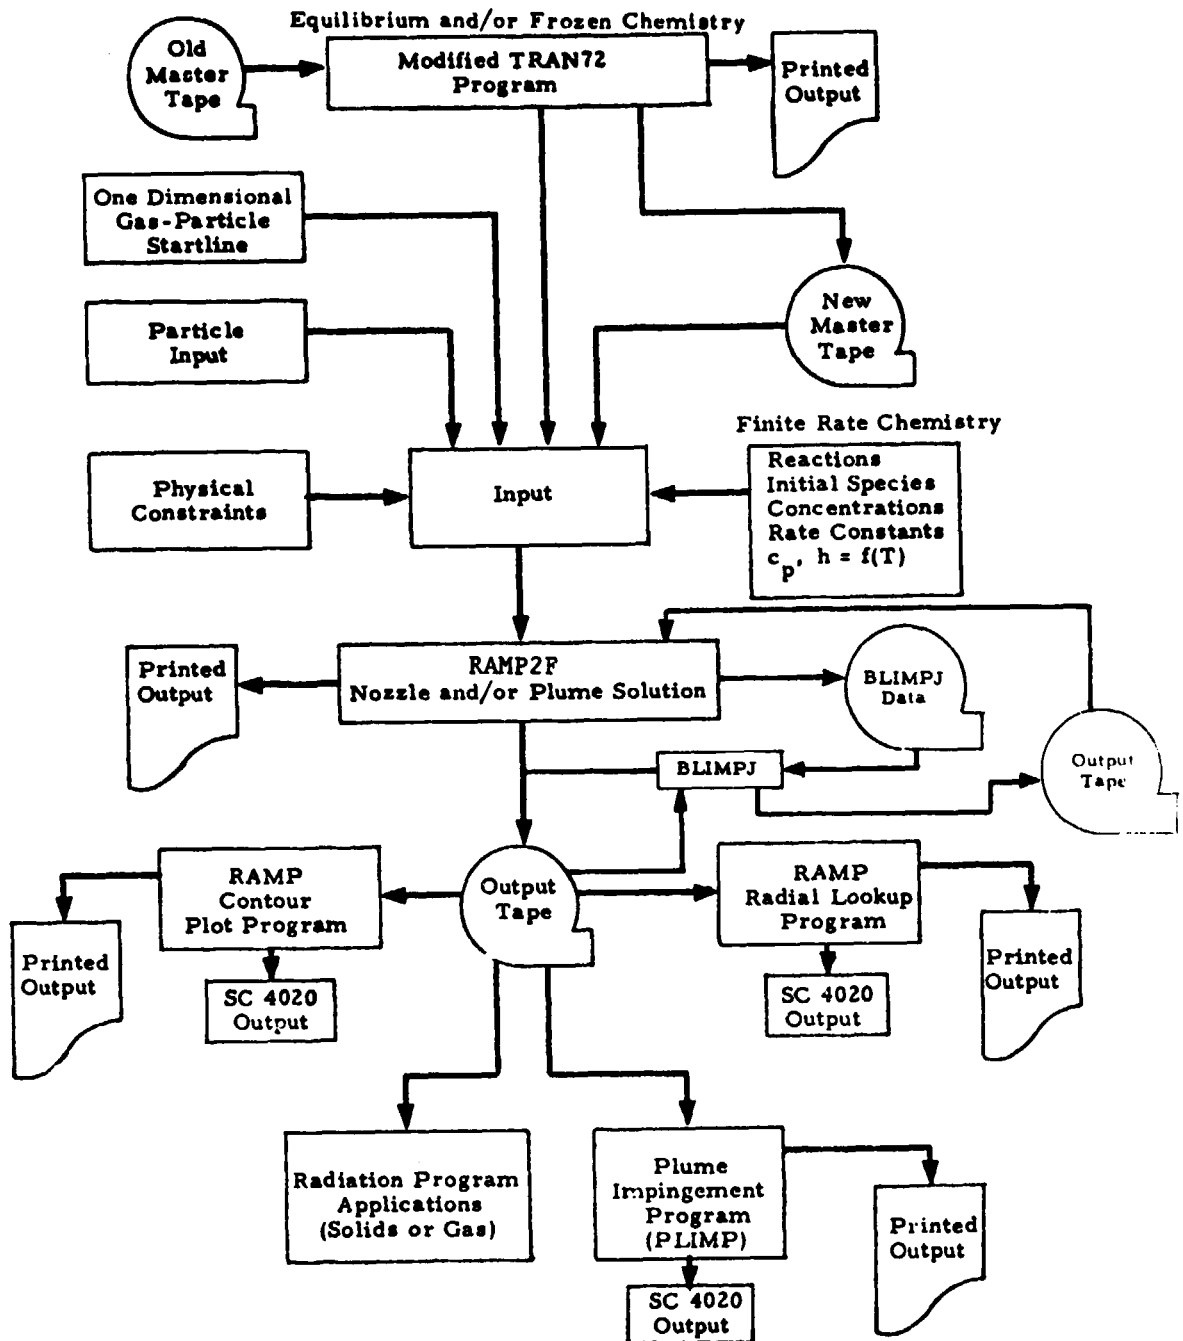 Equilibrium and/or Frozen Chemistry
Old
Master
Tape
Modified TRAN72
Program
Printed
Output
One Dimensional
Gas-Particle
Startline
Particle
Input
New
Master
Tape
Finite Rate Chemistry
Physical
Constraints
Input
Reactions
Initial Species
Concentrations
Rate Constants
c_p, h = f(T)
Printed
Output
RAMP2F
Nozzle and/or Plume Solution
BLIMPJ
Data
BLIMPJ
Output
Tape
RAMP
Contour
Plot Program
Output
Tape
RAMP
Radial Lookup
Program
Printed
Output
SC 4020
Output
SC 4020
Output
Printed
Output
Radiation Program
Applications
(Solids or Gas)
Plume
Impingement
Program
(PLIMP)
Printed
Output
SC 4020
Output